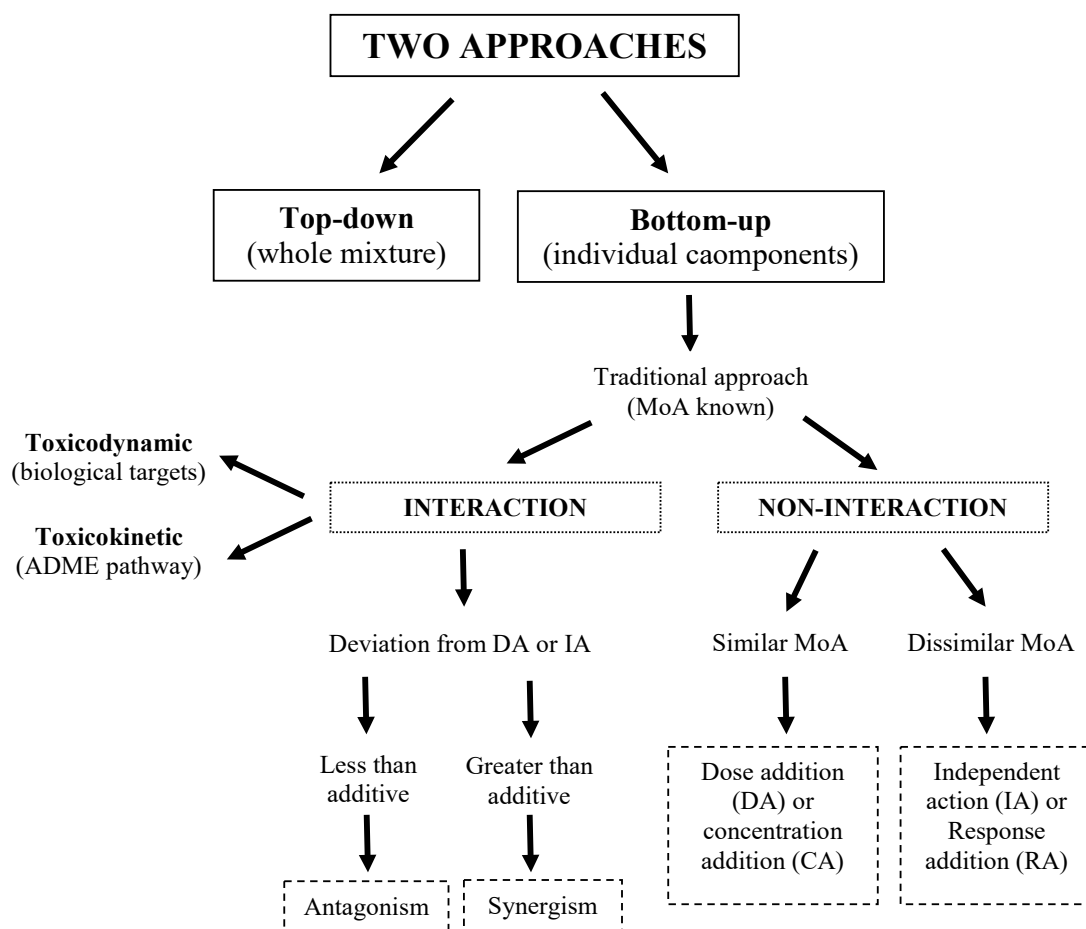 TWO APPROACHES
Top-down
(whole mixture)
Bottom-up
(individual caomponents)
Traditional approach
(MoA known)
Toxicodynamic
(biological targets)
Toxicokinetic
(ADME pathway)
INTERACTION
NON-INTERACTION
Deviation from DA or IA
Similar MoA
Dissimilar MoA
Less than
additive
Greater than
additive
Dose addition
(DA) or
concentration
addition (CA)
Independent
action (IA) or
Response
addition (RA)
Antagonism
Synergism